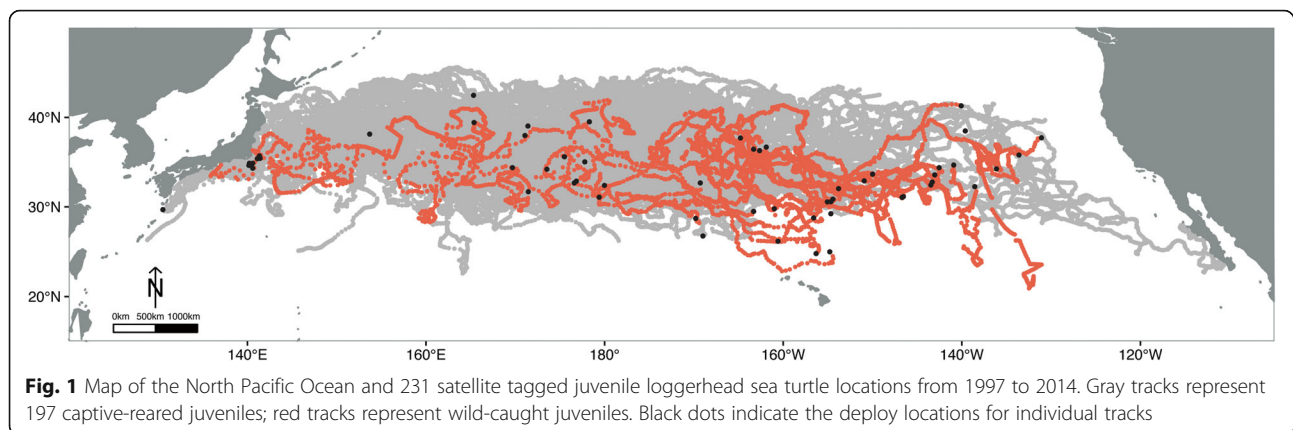 40°N
30°N
20°N
N
0km 500km 1000km
140°E 160°E 180° 160°W 140°W 120°W
Fig. 1 Map of the North Pacific Ocean and 231 satellite tagged juvenile loggerhead sea turtle locations from 1997 to 2014. Gray tracks represent
197 captive-reared juveniles; red tracks represent wild-caught juveniles. Black dots indicate the deploy locations for individual tracks